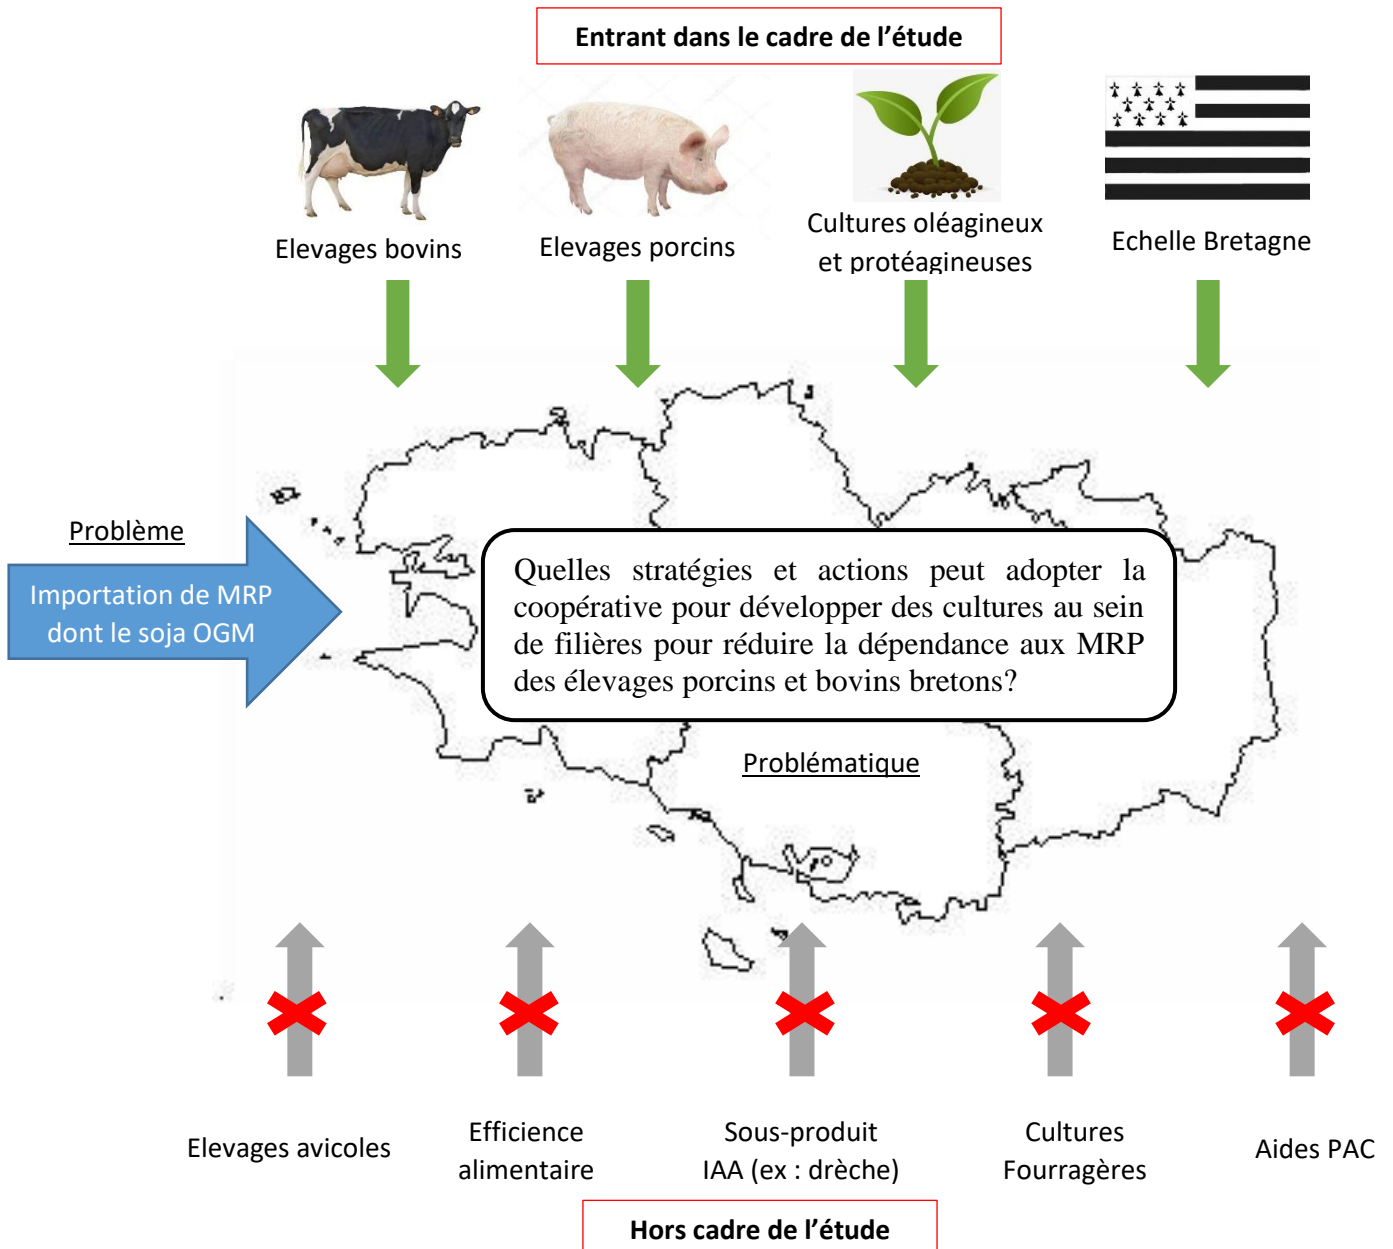 Entrant dans le cadre de l’étude
Elevages bovins
Elevages porcins
Cultures oléagineux
et protéagineuses
Echelle Bretagne
Problème
Importation de MRP
dont le soja OGM
Quelles stratégies et actions peut adopter la
coopérative pour développer des cultures au sein
de filières pour réduire la dépendance aux MRP
des élevages porcins et bovins bretons?
Problématique
Elevages avicoles
Efficience
alimentaire
Sous-produit
IAA (ex : drèche)
Cultures
Fourragères
Aides PAC
Hors cadre de l’étude